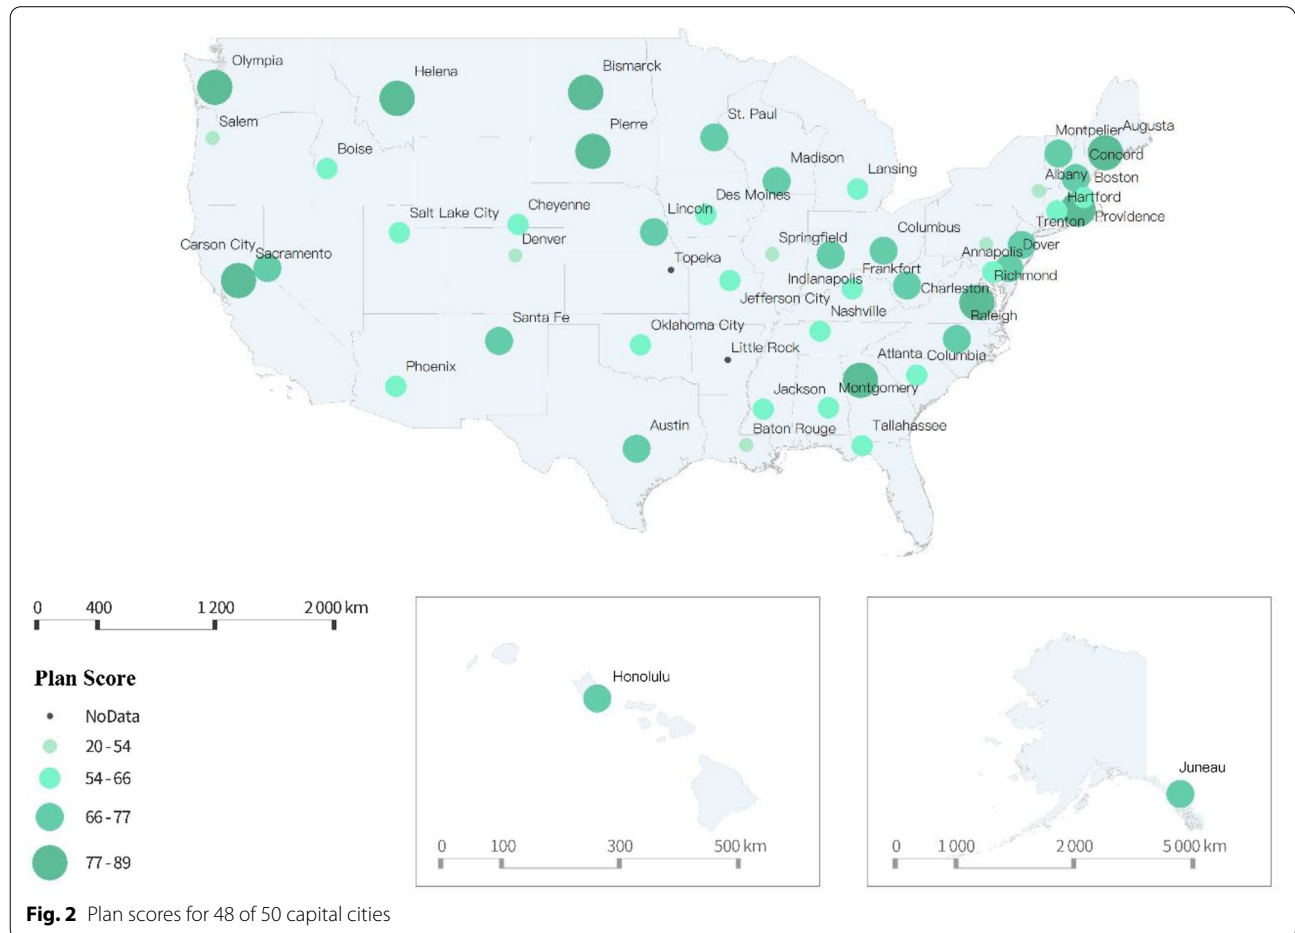 Olympia
Helena
Bismarck
Salem
Pierre
St. Paul
Boise
Madison
Lansing
Montpelier
Augusta
Concord
Albany
Boston
Hartford
Trenton
Providence
Salt Lake City
Cheyenne
Lincoln
Des Moines
Denver
Carson City
Sacramento
Topeka
Springfield
Columbus
Indianapolis
Frankfort
Annapolis
Dover
Richmond
Charleston
Jefferson City
Nashville
Raleigh
Santa Fe
Oklahoma City
Little Rock
Atlanta
Columbia
Phoenix
Jackson
Montgomery
Austin
Baton Rouge
Tallahassee
0 400 1 200 2 000 km
Plan Score
NoData
20 - 54
54 - 66
66 - 77
77 - 89
Honolulu
0 100 300 500 km
Juneau
0 1 000 2 000 5 000 km
Fig. 2 Plan scores for 48 of 50 capital cities